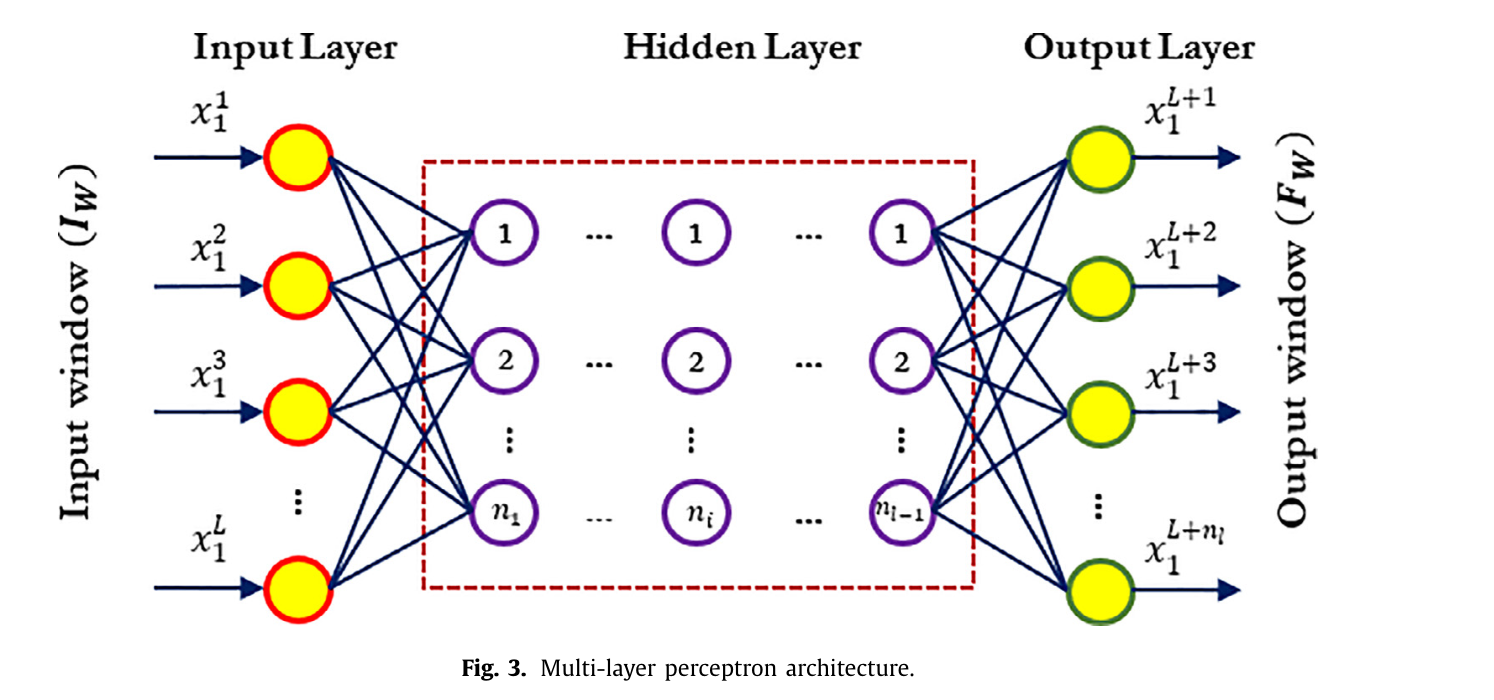 Input Layer Hidden Layer Output Layer
Input window (I_W)
x_1^1
x_1^2
x_1^3
⋮
x_1^L
1 ... 1 ... 1
2 ... 2 ... 2
⋮ ⋮ ⋮
n_1 ... n_i ... n_{l−1}
x_1^{L+1}
x_1^{L+2}
x_1^{L+3}
⋮
x_1^{L+n_l}
Output window (F_W)
Fig. 3. Multi-layer perceptron architecture.